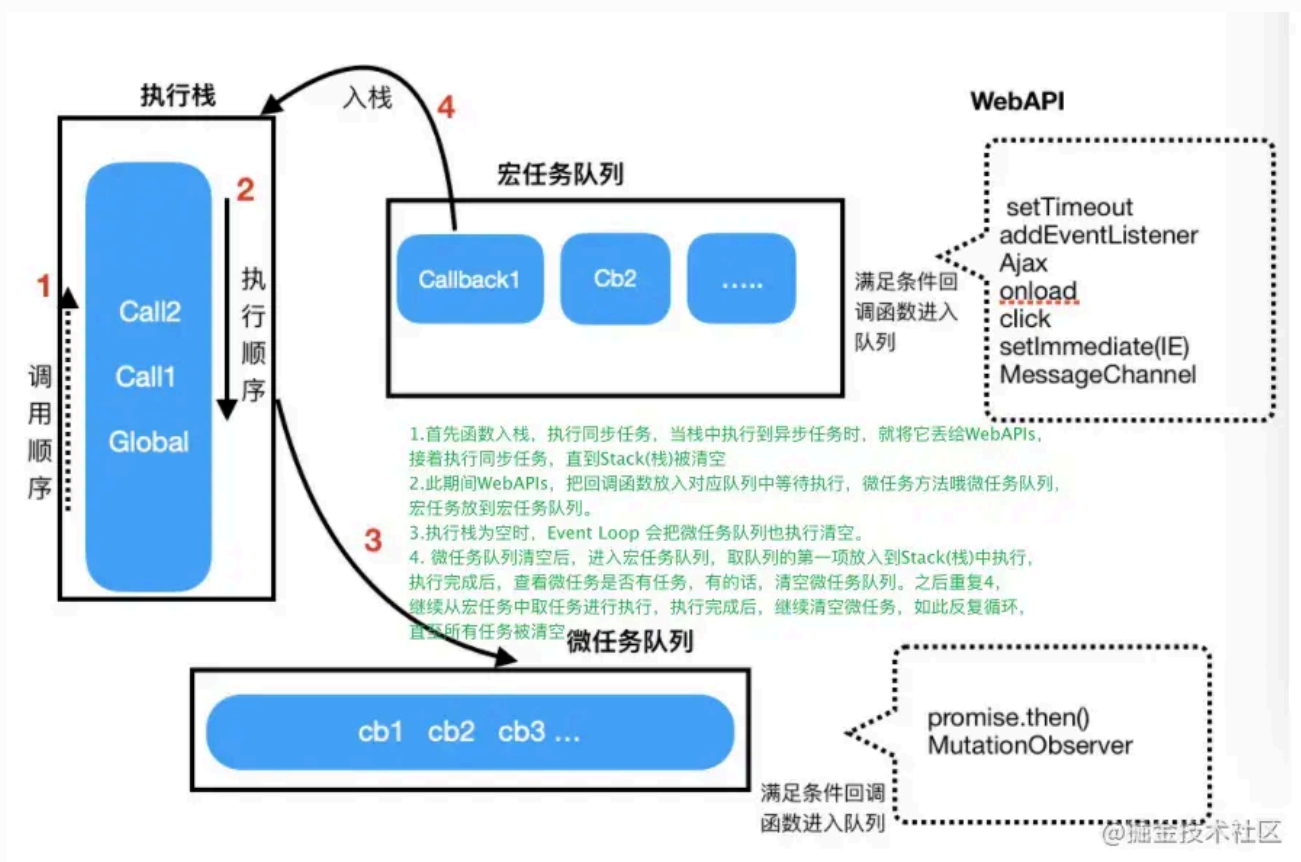 执行栈
入栈
4
WebAPI
宏任务队列
2
1
调用顺序
执行顺序
Call2
Call1
Global
Callback1
Cb2
.....
满足条件回
调函数进入
队列
setTimeout
addEventListener
Ajax
onload
click
setImmediate(IE)
MessageChannel
1.首先函数入栈，执行同步任务，当栈中执行到异步任务时，就将它丢给WebAPIs，
接着执行同步任务，直到Stack(栈)被清空
2.此期间WebAPIs，把回调函数放入对应队列中等待执行，微任务方法哦微任务队列，
宏任务放到宏任务队列。
3.执行栈为空时，Event Loop 会把微任务队列也执行清空。
4. 微任务队列清空后，进入宏任务队列，取队列的第一项放入到Stack(栈)中执行，
执行完成后，查看微任务是否有任务，有的话，清空微任务队列。之后重复4，
继续从宏任务中取任务进行执行，执行完成后，继续清空微任务，如此反复循环，
直至所有任务被清空
3
微任务队列
cb1 cb2 cb3 ...
满足条件回调
函数进入队列
promise.then()
MutationObserver
@掘金技术社区